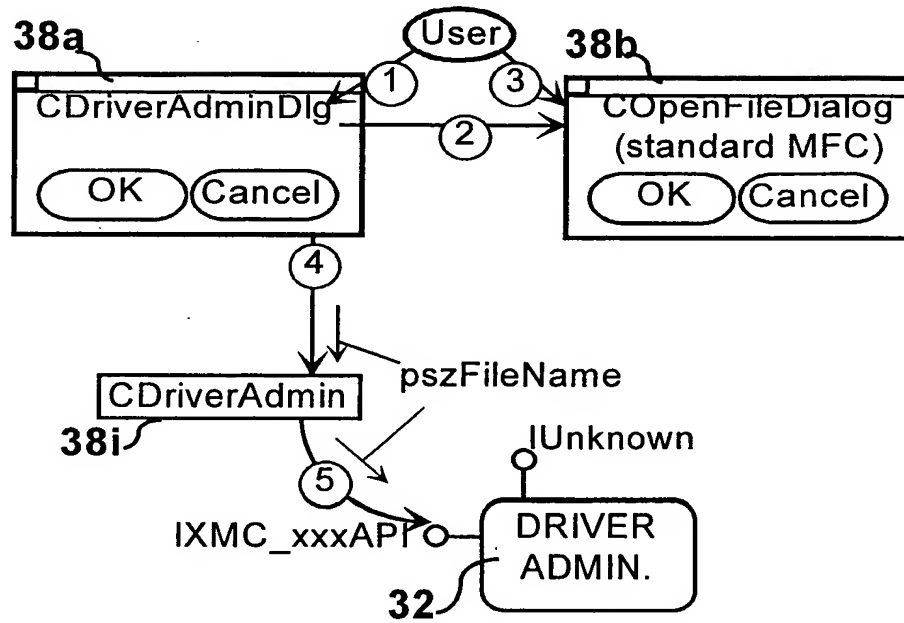 User
38a
38b
1
3
CDriverAdminDlg
2
COpenFileDialog
(standard MFC)
OK
Cancel
OK
Cancel
4
pszFileName
CDriverAdmin
38i
IUnknown
5
IXMC_xxxAPI
DRIVER
ADMIN.
32